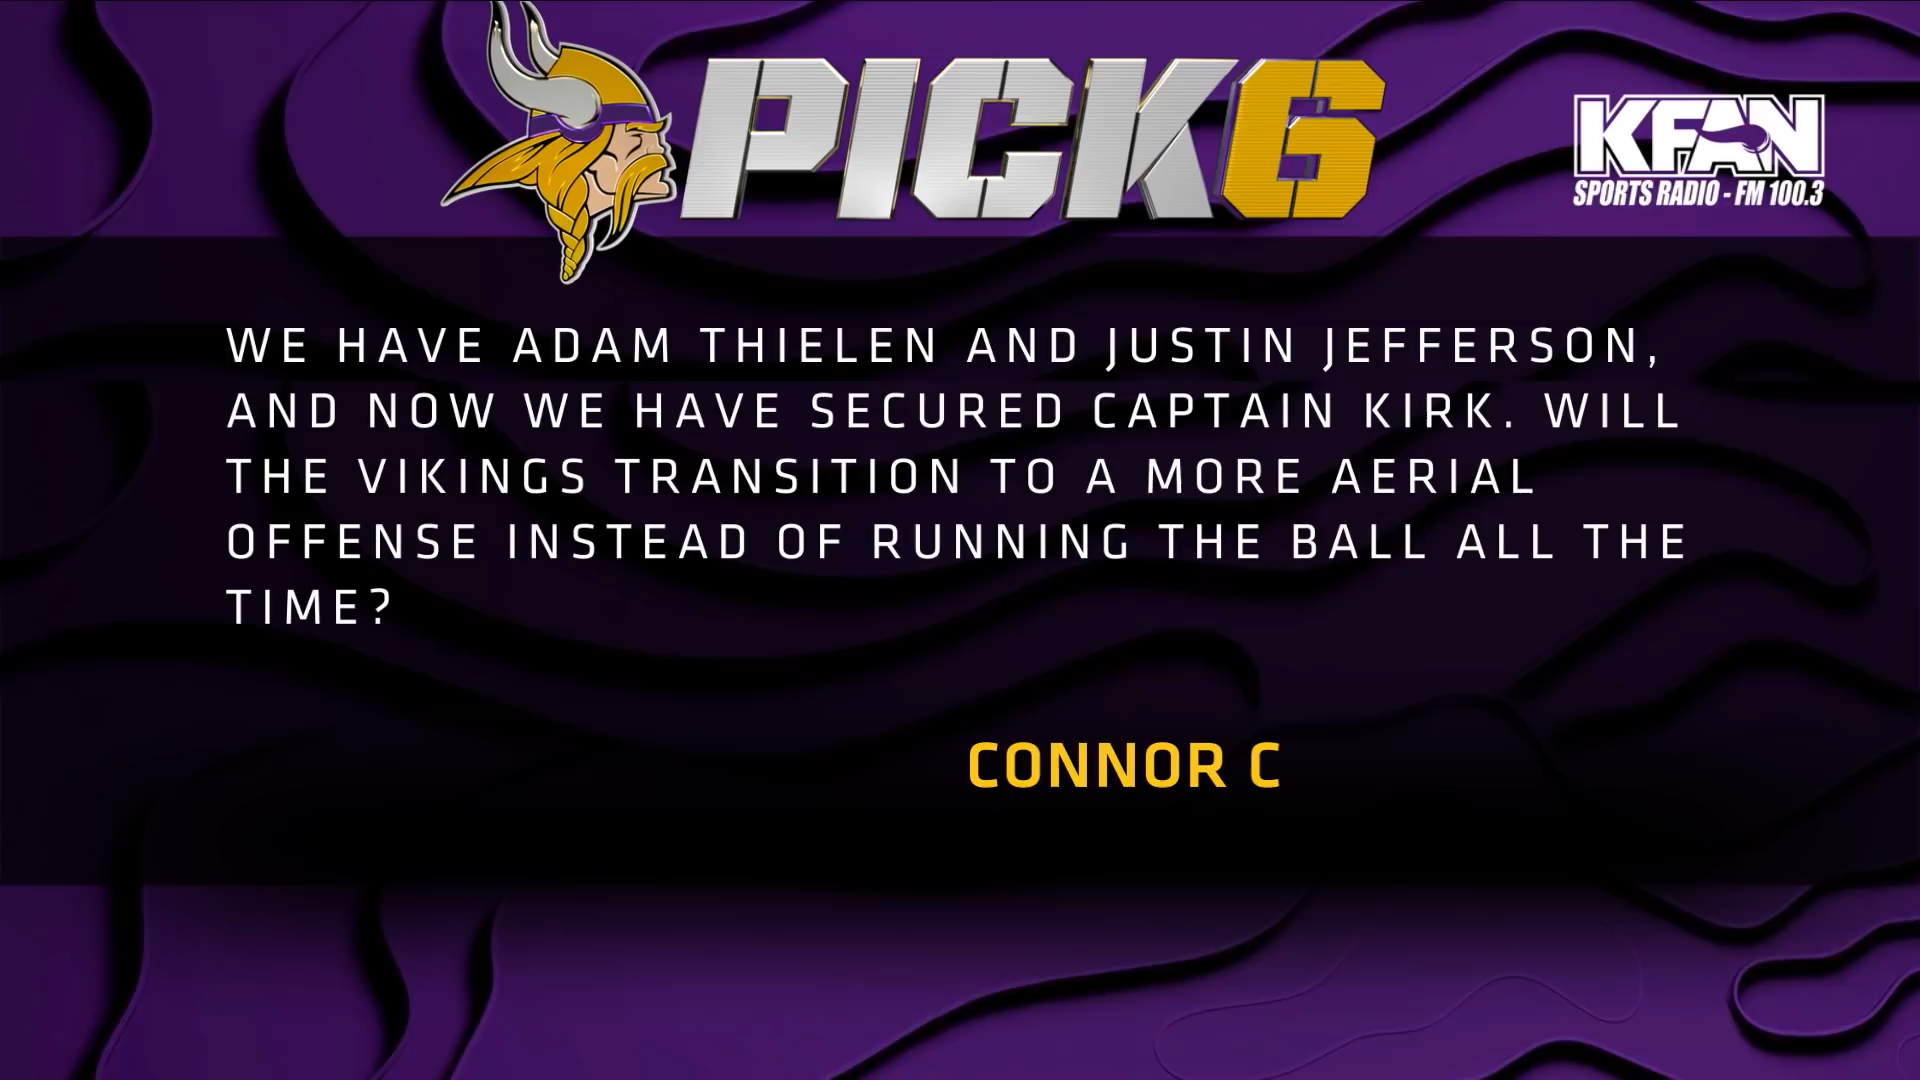 PICK6
KFAN
SPORTS RADIO - FM 100.3
WE HAVE ADAM THIELEN AND JUSTIN JEFFERSON,
AND NOW WE HAVE SECURED CAPTAIN KIRK. WILL
THE VIKINGS TRANSITION TO A MORE AERIAL
OFFENSE INSTEAD OF RUNNING THE BALL ALL THE
TIME?
CONNOR C